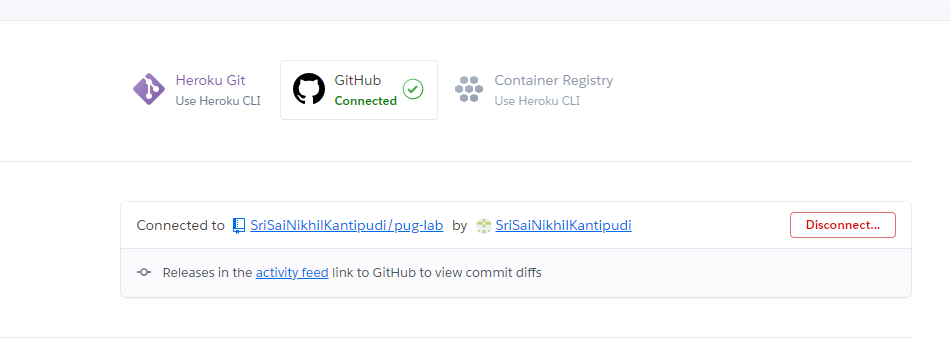 Heroku Git
Use Heroku CLI
GitHub
Connected
Container Registry
Use Heroku CLI
Connected to SriSaiNikhilKantipudi/pug-lab by SriSaiNikhilKantipudi
Disconnect...
Releases in the activity feed link to GitHub to view commit diffs